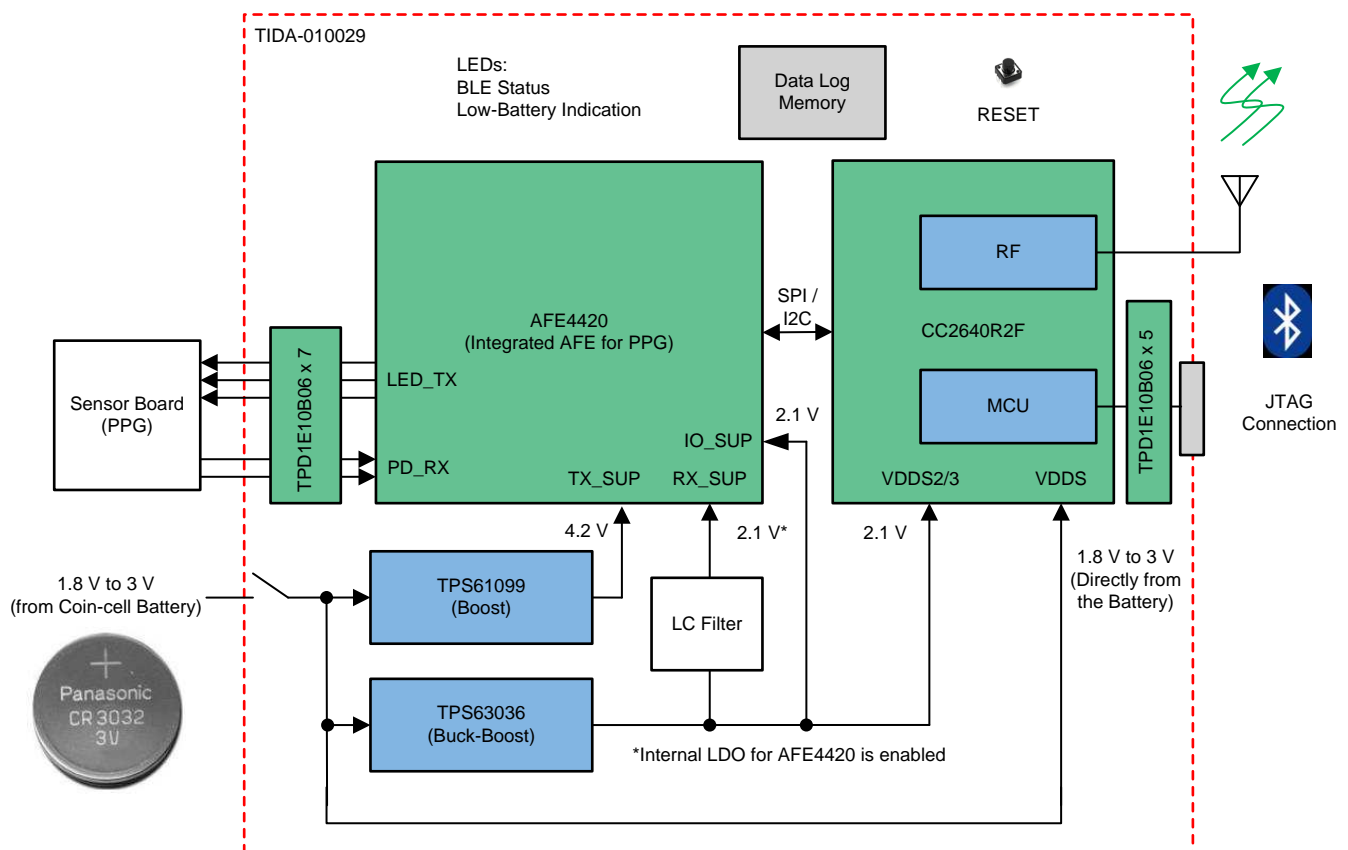 TIDA-010029
LEDs:
BLE Status
Low-Battery Indication
Data Log
Memory
RESET
AFE4420
(Integrated AFE for PPG)
LED_TX
PD_RX
IO_SUP
TX_SUP
RX_SUP
SPI /
I2C
RF
CC2640R2F
MCU
VDDS2/3
VDDS
TPD1E10B06 x 5
JTAG
Connection
Sensor Board
(PPG)
TPD1E10B06 x 7
2.1 V
4.2 V
2.1 V*
2.1 V
1.8 V to 3 V
(Directly from
the Battery)
1.8 V to 3 V
(from Coin-cell Battery)
TPS61099
(Boost)
LC Filter
TPS63036
(Buck-Boost)
*Internal LDO for AFE4420 is enabled
+
Panasonic
CR3032
3V